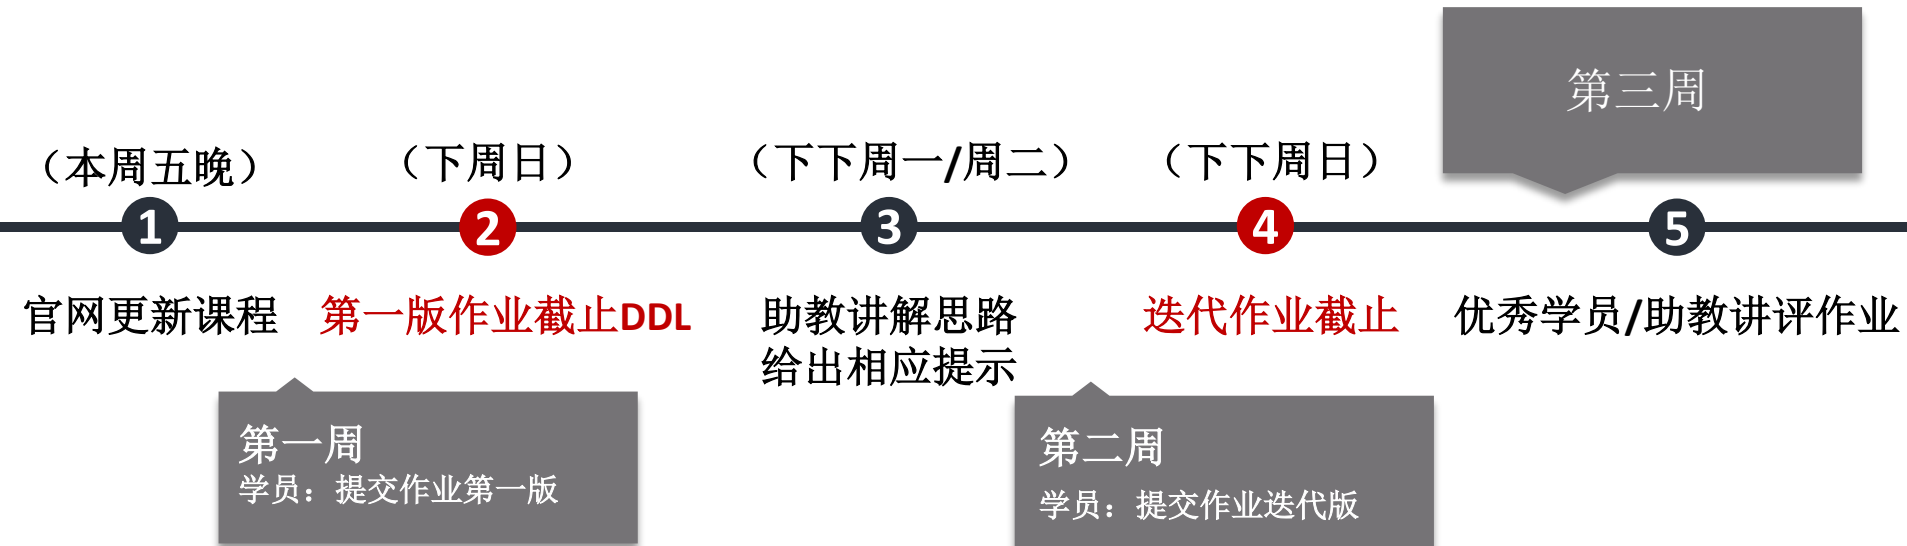 第三周
（本周五晚）
（下周日）
（下下周一/周二）
（下下周日）
1
2
3
4
5
官网更新课程
第一版作业截止DDL
助教讲解思路
给出相应提示
迭代作业截止
优秀学员/助教讲评作业
第一周
学员：提交作业第一版
第二周
学员：提交作业迭代版